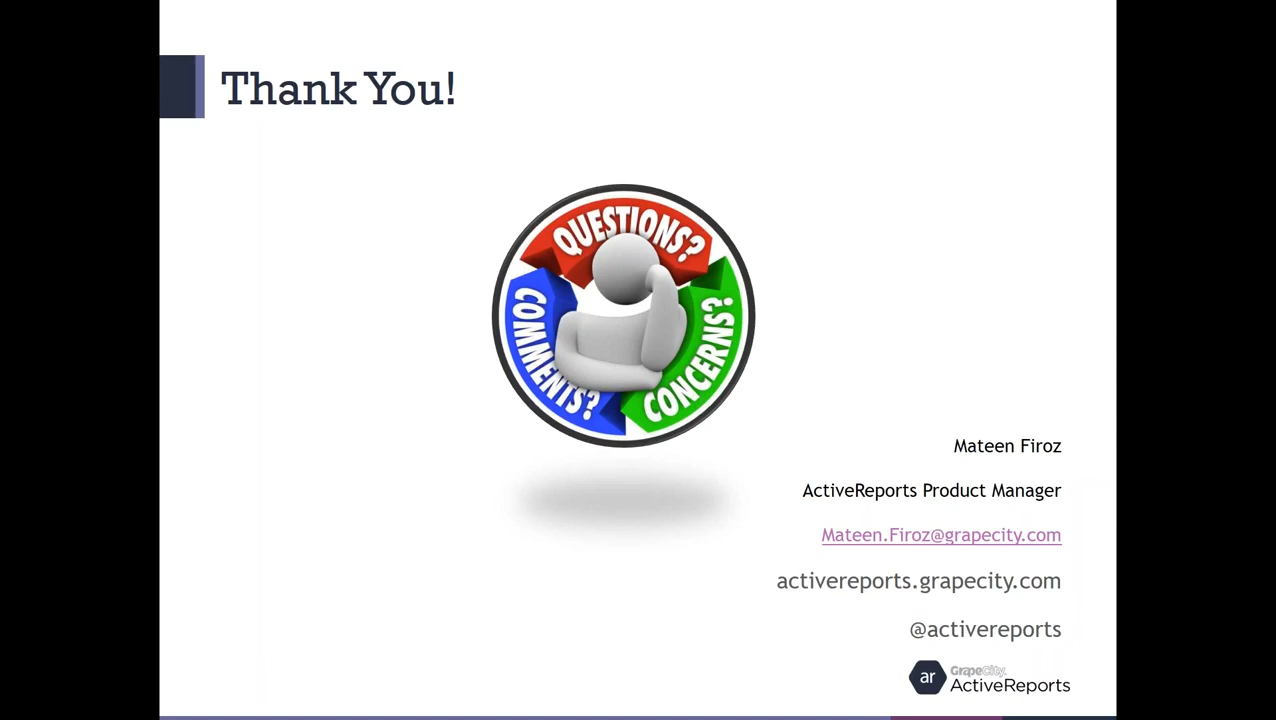 Thank You!
QUESTIONS?
COMMENTS?
CONCERNS?
Mateen Firoz
ActiveReports Product Manager
Mateen.Firoz@grapecity.com
activereports.grapecity.com
@activereports
ar
GrapeCity.
ActiveReports